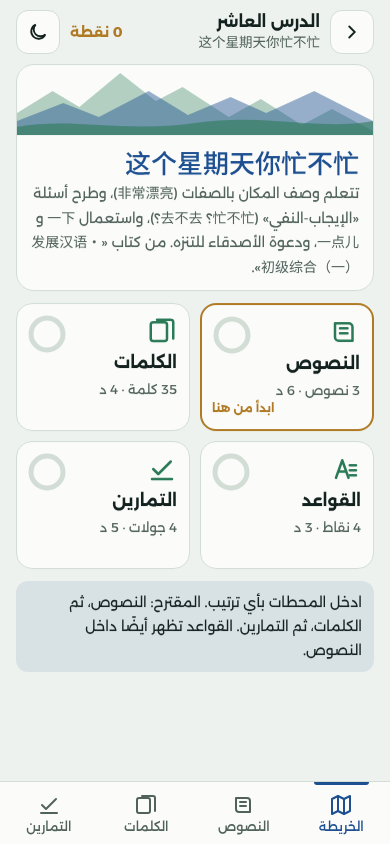 الدرس العاشر
这个星期天你忙不忙
0 نقطة
这个星期天你忙不忙
تتعلم وصف المكان بالصفات (非常漂亮)، وطرح أسئلة
«الإيجاب-النفي» (忙不忙؟ 去不去؟)، واستعمال 一下 و
一点儿، ودعوة الأصدقاء للتنزه. من كتاب «发展汉语・
初级综合（一）».
النصوص
3 نصوص · 6 د
ابدأ من هنا
الكلمات
35 كلمة · 4 د
القواعد
4 نقاط · 3 د
التمارين
4 جولات · 5 د
ادخل المحطات بأي ترتيب. المقترح: النصوص، ثم
الكلمات، ثم التمارين. القواعد تظهر أيضًا داخل
النصوص.
الخريطة
النصوص
الكلمات
التمارين